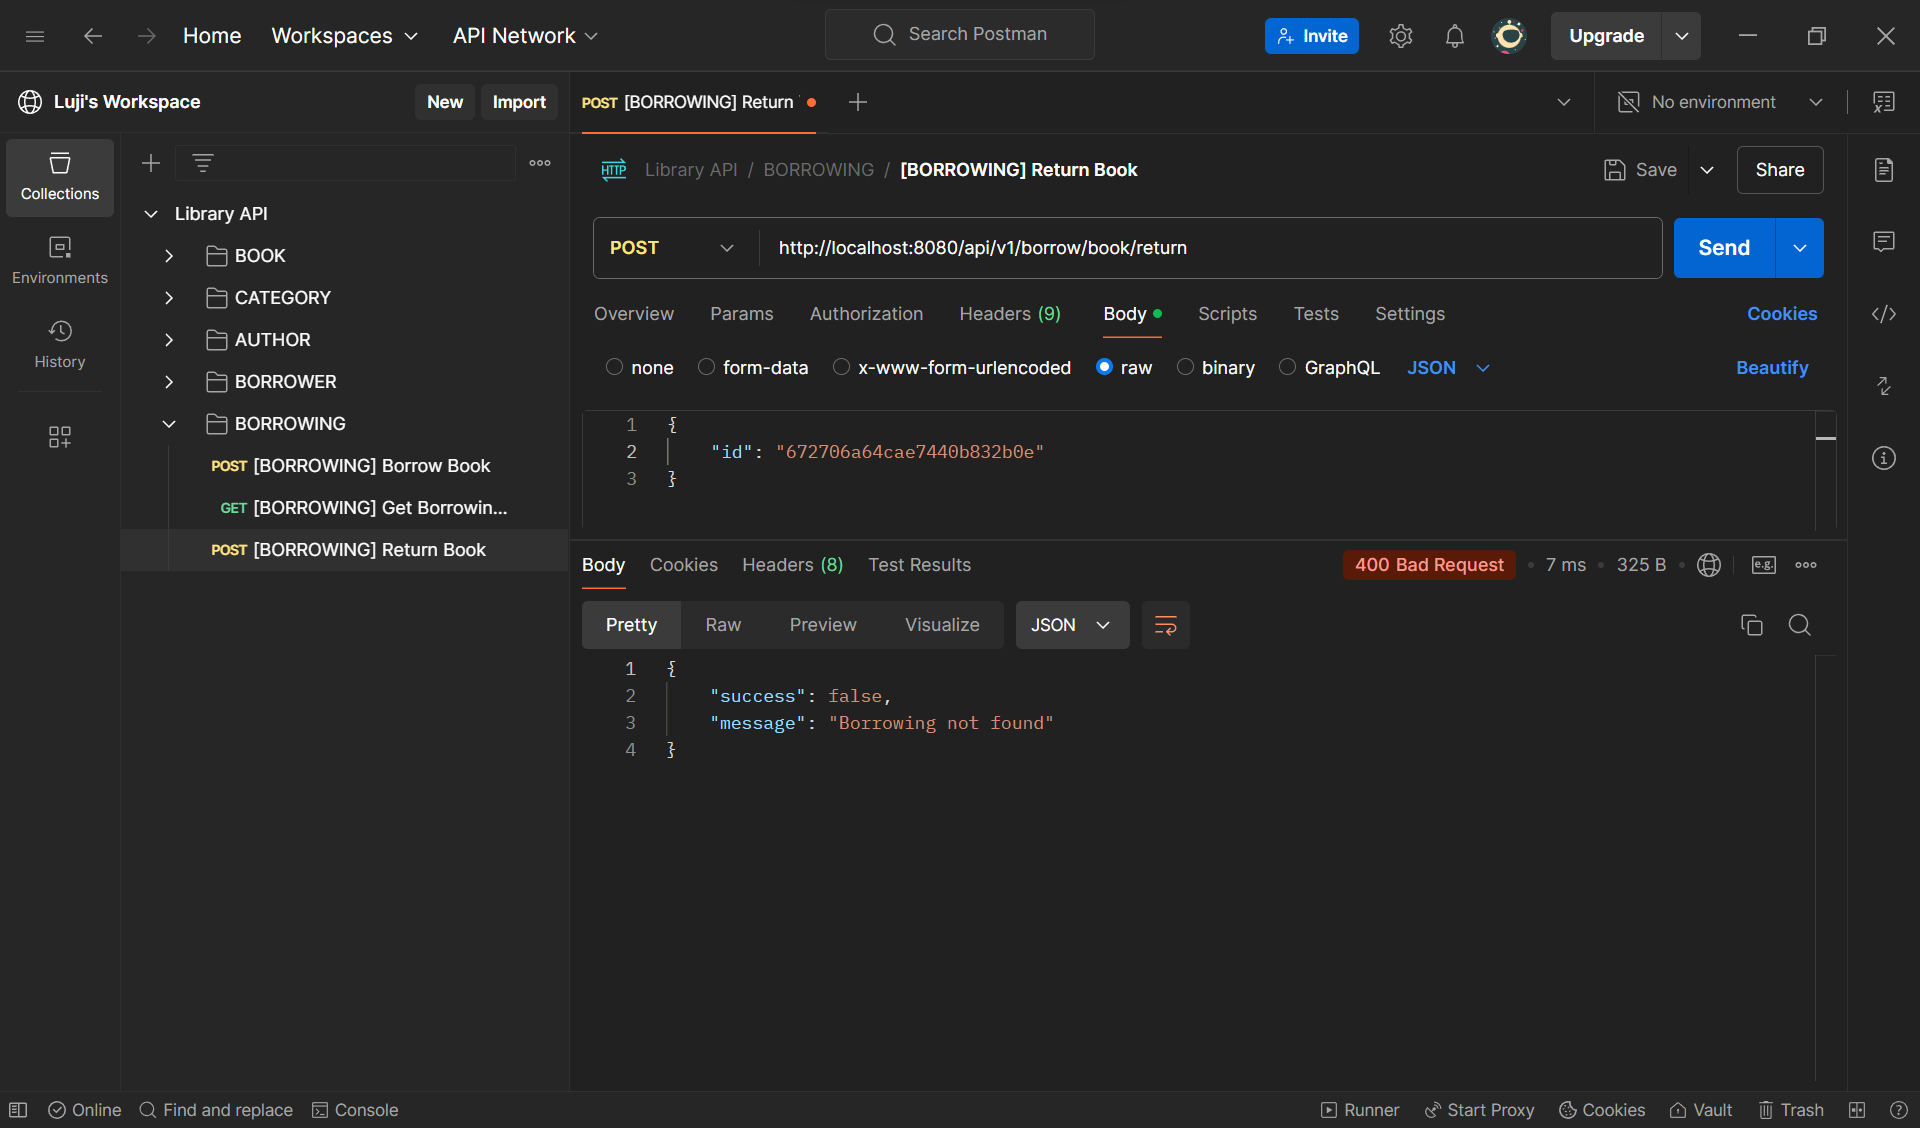 Home Workspaces API Network Search Postman Invite Upgrade
Luji's Workspace New Import POST [BORROWING] Return No environment
Collections
Environments
History
Library API
BOOK
CATEGORY
AUTHOR
BORROWER
BORROWING
POST [BORROWING] Borrow Book
GET [BORROWING] Get Borrowin...
POST [BORROWING] Return Book
HTTP Library API / BORROWING / [BORROWING] Return Book Save Share
POST http://localhost:8080/api/v1/borrow/book/return Send
Overview Params Authorization Headers (9) Body Scripts Tests Settings Cookies
none form-data x-www-form-urlencoded raw binary GraphQL JSON Beautify
1 {
2 "id": "672706a64cae7440b832b0e"
3 }
Body Cookies Headers (8) Test Results 400 Bad Request 7 ms 325 B e.g.
Pretty Raw Preview Visualize JSON
1 {
2 "success": false,
3 "message": "Borrowing not found"
4 }
Online Find and replace Console Runner Start Proxy Cookies Vault Trash